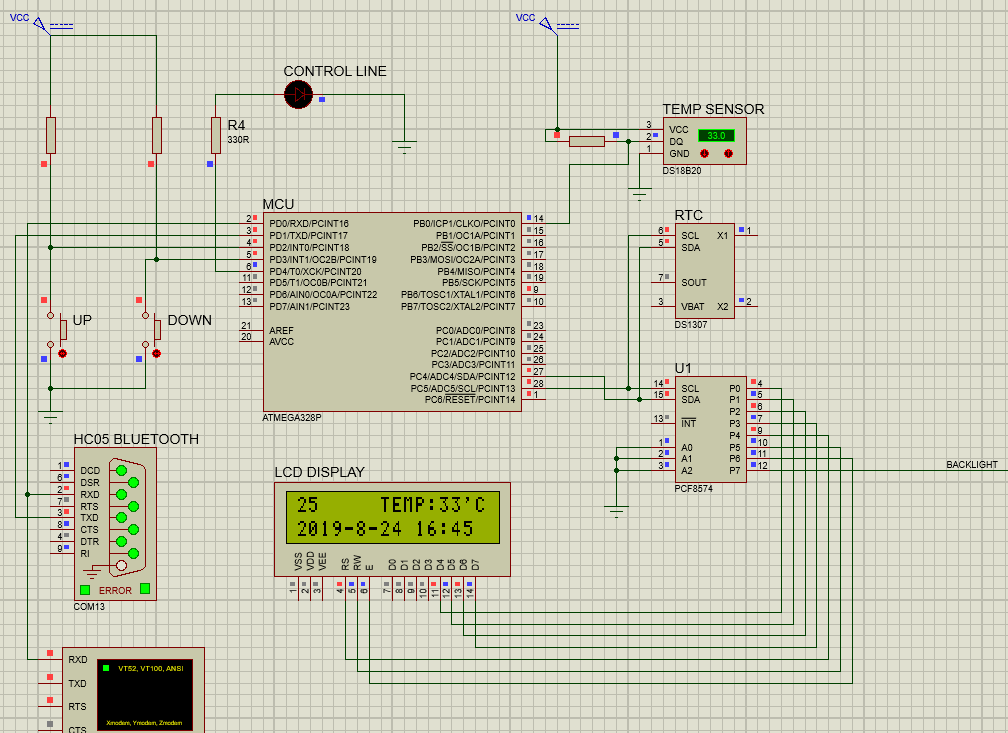 VCC
VCC
CONTROL LINE
R4
330R
TEMP SENSOR
3 VCC
2 DQ
1 GND
33.0
DS18B20
MCU
2 PD0/RXD/PCINT16
3 PD1/TXD/PCINT17
4 PD2/INT0/PCINT18
5 PD3/INT1/OC2B/PCINT19
6 PD4/T0/XCK/PCINT20
11 PD5/T1/OC0B/PCINT21
12 PD6/AIN0/OC0A/PCINT22
13 PD7/AIN1/PCINT23
21 AREF
20 AVCC
PB0/ICP1/CLKO/PCINT0 14
PB1/OC1A/PCINT1 15
PB2/SS/OC1B/PCINT2 16
PB3/MOSI/OC2A/PCINT3 17
PB4/MISO/PCINT4 18
PB5/SCK/PCINT5 19
PB6/TOSC1/XTAL1/PCINT6 9
PB7/TOSC2/XTAL2/PCINT7 10
PC0/ADC0/PCINT8 23
PC1/ADC1/PCINT9 24
PC2/ADC2/PCINT10 25
PC3/ADC3/PCINT11 26
PC4/ADC4/SDA/PCINT12 27
PC5/ADC5/SCL/PCINT13 28
PC6/RESET/PCINT14 1
ATMEGA328P
RTC
6 SCL X1 1
5 SDA
7 SOUT
3 VBAT X2 2
DS1307
UP
DOWN
U1
14 SCL P0 4
15 SDA P1 5
P2 6
13 INT P3 7
P4 9
1 A0 P5 10
2 A1 P6 11
3 A2 P7 12
PCF8574
BACKLIGHT
HC05 BLUETOOTH
1 DCD
6 DSR
2 RXD
7 RTS
3 TXD
8 CTS
4 DTR
9 RI
ERROR
COM13
LCD DISPLAY
25 TEMP:33'C
2019-8-24 16:45
VSS VDD VEE RS RW E D0 D1 D2 D3 D4 D5 D6 D7
1 2 3 4 5 6 7 8 9 10 11 12 13 14
RXD
TXD
RTS
CTS
VT52, VT100, ANSI
Xmodem, Ymodem, Zmodem